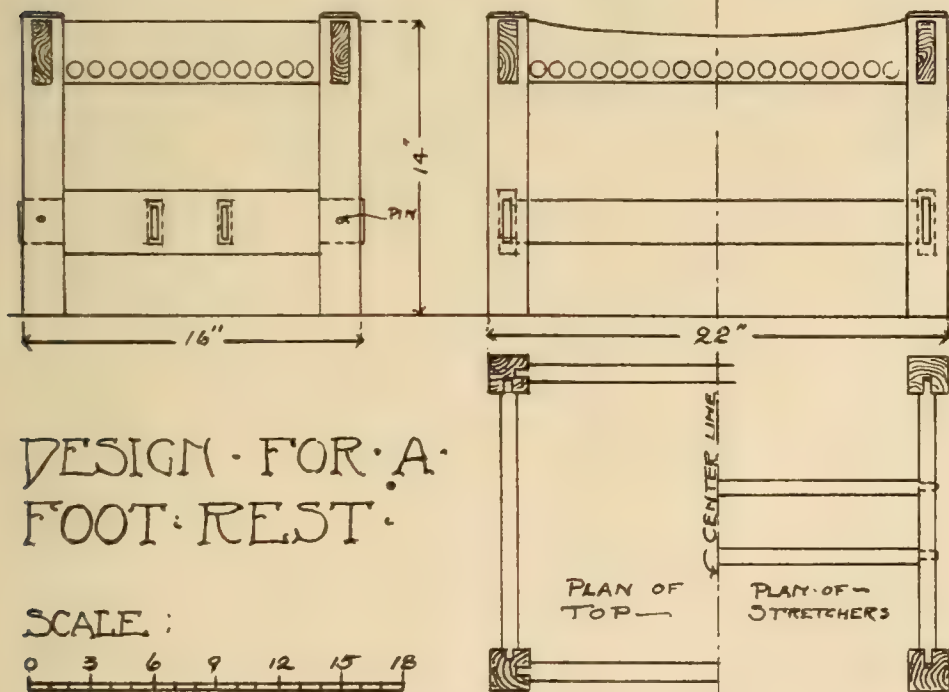 14"
PIN
16"
22"
DESIGN · FOR · A ·
FOOT : REST :
SCALE :
0 3 6 9 12 15 18
CENTER LINE
PLAN OF
TOP —
PLAN · OF —
STRETCHERS